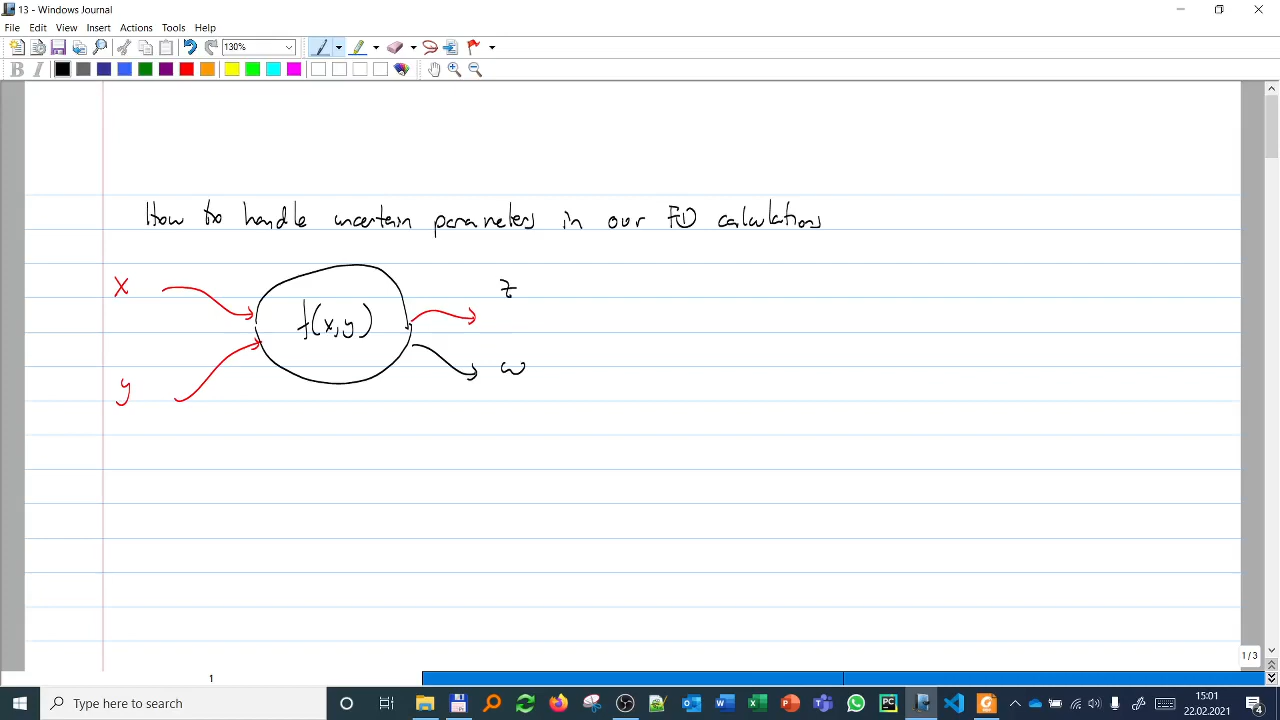 13 - Windows Journal
File Edit View Insert Actions Tools Help
130%
B I
How to handle uncertain parameters in our FD calculations
x
z
f(x,y)
w
y
1 / 3
1
Type here to search
15:01
22.02.2021